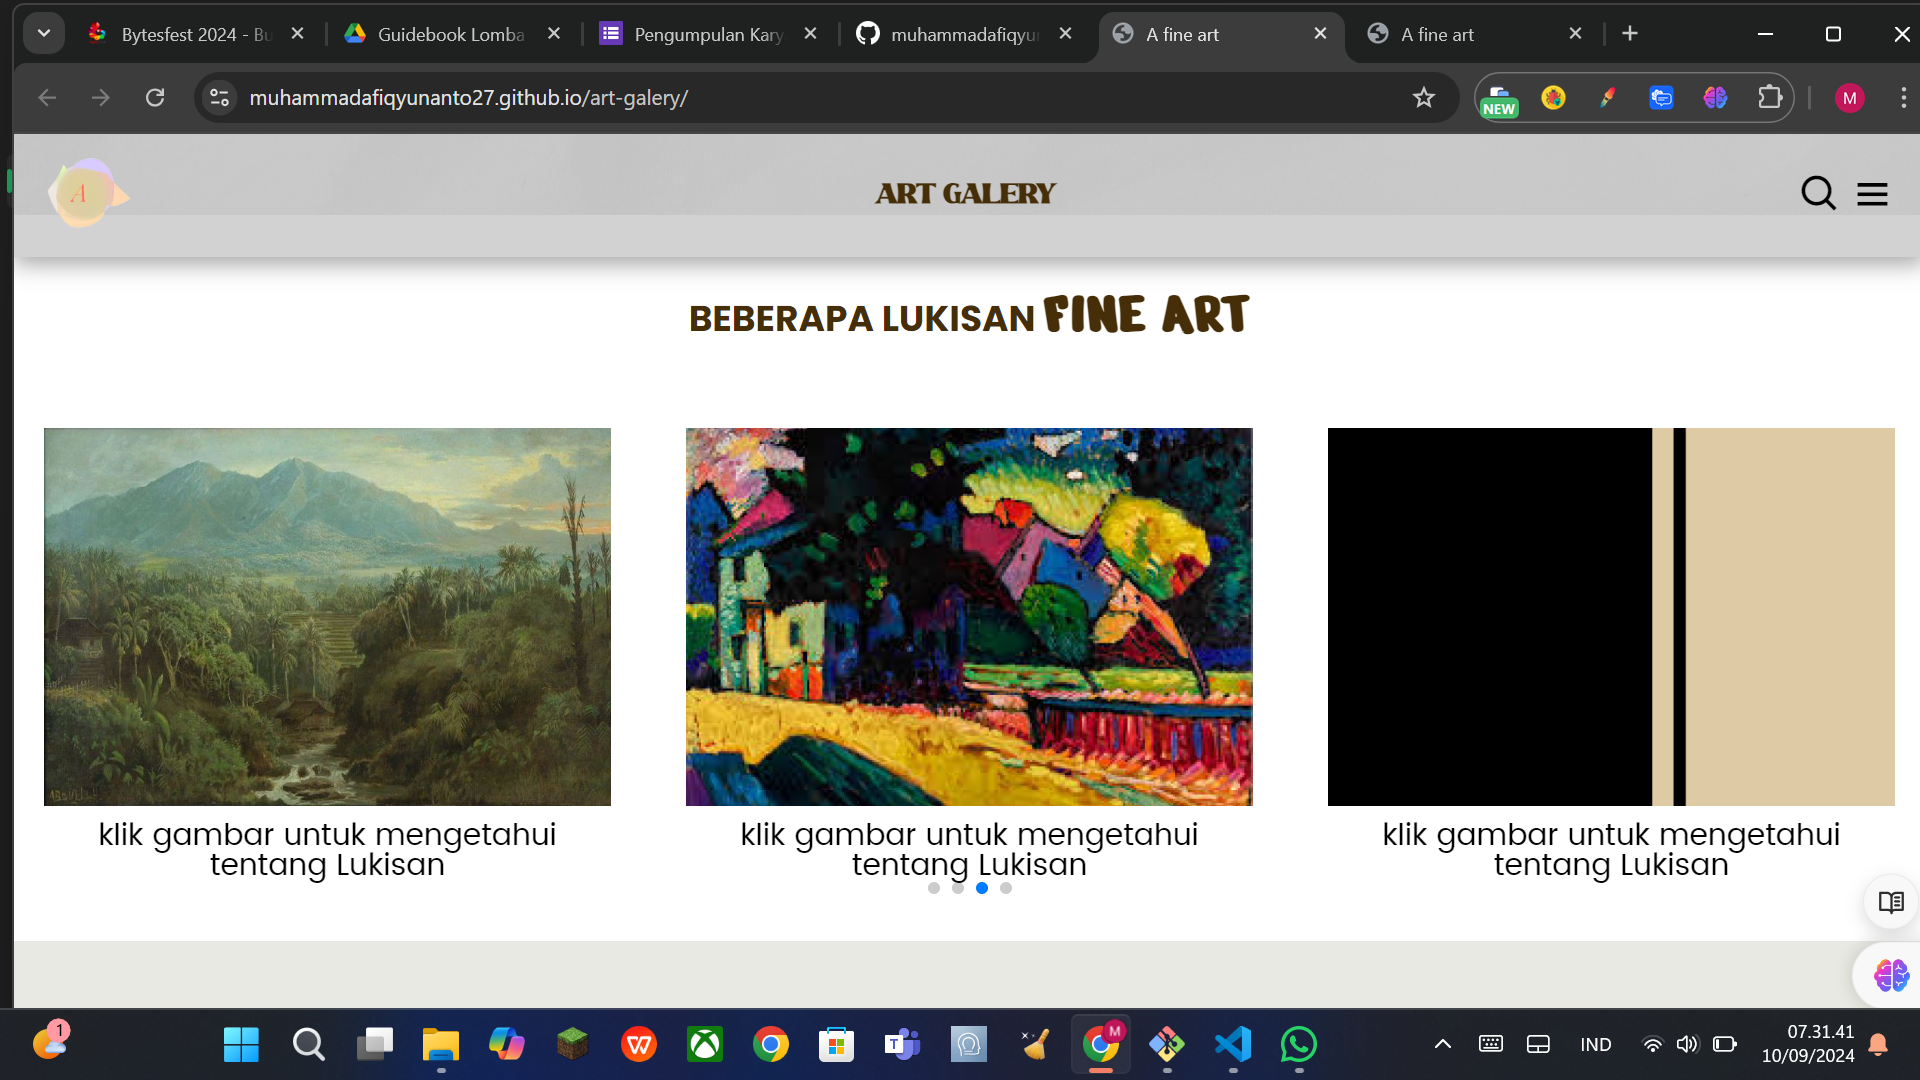 Bytesfest 2024 - Bu
Guidebook Lomba
Pengumpulan Kary
muhammadafiqyu
A fine art
A fine art
muhammadafiqyunanto27.github.io/art-galery/
NEW
M
A
ART GALERY
BEBERAPA LUKISAN FINE ART
klik gambar untuk mengetahui
tentang Lukisan
klik gambar untuk mengetahui
tentang Lukisan
klik gambar untuk mengetahui
tentang Lukisan
1
W
T
M
IND
07.31.41
10/09/2024